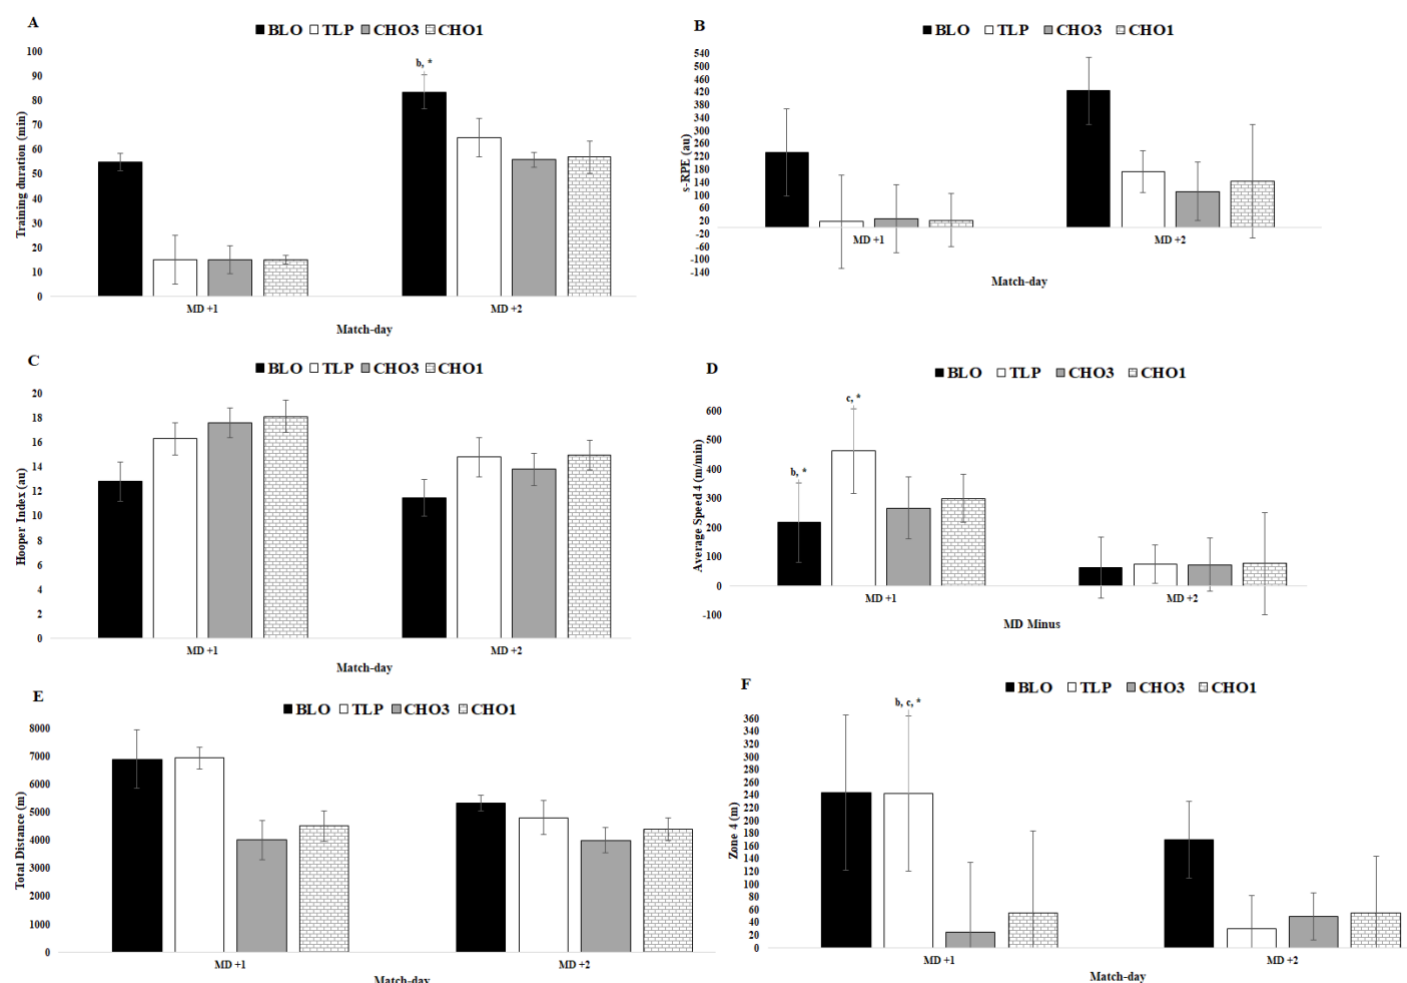 A
BLO TLP CHO3 CHO1
100
90
80
70
60
50
40
30
20
10
0
Training duration (min)
b, *
MD +1
MD +2
Match-day
B
BLO TLP CHO3 CHO1
540
500
460
420
380
340
300
260
220
180
140
100
60
20
-20
-60
-100
-140
s-RPE (au)
MD +1
MD +2
Match-day
C
BLO TLP CHO3 CHO1
20
18
16
14
12
10
8
6
4
2
0
Hooper Index (au)
MD +1
MD +2
Match-day
D
BLO TLP CHO3 CHO1
600
500
400
300
200
100
0
-100
Average Speed 4 (m/min)
b, *
c, *
MD +1
MD +2
MD Minus
E
BLO TLP CHO3 CHO1
8000
7000
6000
5000
4000
3000
2000
1000
0
Total Distance (m)
MD +1
MD +2
Match-day
F
BLO TLP CHO3 CHO1
360
340
320
300
280
260
240
220
200
180
160
140
120
100
80
60
40
20
0
Zone 4 (m)
b, c, *
MD +1
MD +2
Match-day